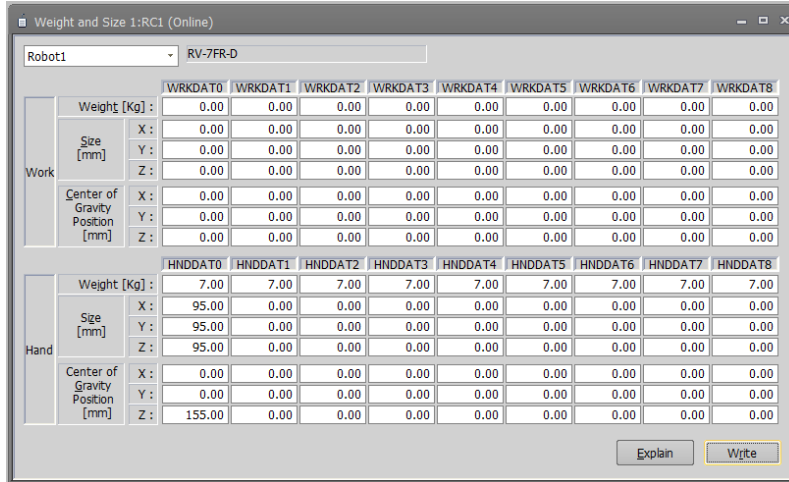 Weight and Size 1:RC1 (Online)
Robot1 RV-7FR-D
WRKDAT0 WRKDAT1 WRKDAT2 WRKDAT3 WRKDAT4 WRKDAT5 WRKDAT6 WRKDAT7 WRKDAT8
Work
Weight [Kg] : 0.00 0.00 0.00 0.00 0.00 0.00 0.00 0.00 0.00
Size [mm]
X : 0.00 0.00 0.00 0.00 0.00 0.00 0.00 0.00 0.00
Y : 0.00 0.00 0.00 0.00 0.00 0.00 0.00 0.00 0.00
Z : 0.00 0.00 0.00 0.00 0.00 0.00 0.00 0.00 0.00
Center of Gravity Position [mm]
X : 0.00 0.00 0.00 0.00 0.00 0.00 0.00 0.00 0.00
Y : 0.00 0.00 0.00 0.00 0.00 0.00 0.00 0.00 0.00
Z : 0.00 0.00 0.00 0.00 0.00 0.00 0.00 0.00 0.00
HNDDAT0 HNDDAT1 HNDDAT2 HNDDAT3 HNDDAT4 HNDDAT5 HNDDAT6 HNDDAT7 HNDDAT8
Hand
Weight [Kg] : 7.00 7.00 7.00 7.00 7.00 7.00 7.00 7.00 7.00
Size [mm]
X : 95.00 0.00 0.00 0.00 0.00 0.00 0.00 0.00 0.00
Y : 95.00 0.00 0.00 0.00 0.00 0.00 0.00 0.00 0.00
Z : 95.00 0.00 0.00 0.00 0.00 0.00 0.00 0.00 0.00
Center of Gravity Position [mm]
X : 0.00 0.00 0.00 0.00 0.00 0.00 0.00 0.00 0.00
Y : 0.00 0.00 0.00 0.00 0.00 0.00 0.00 0.00 0.00
Z : 155.00 0.00 0.00 0.00 0.00 0.00 0.00 0.00 0.00
Explain Write